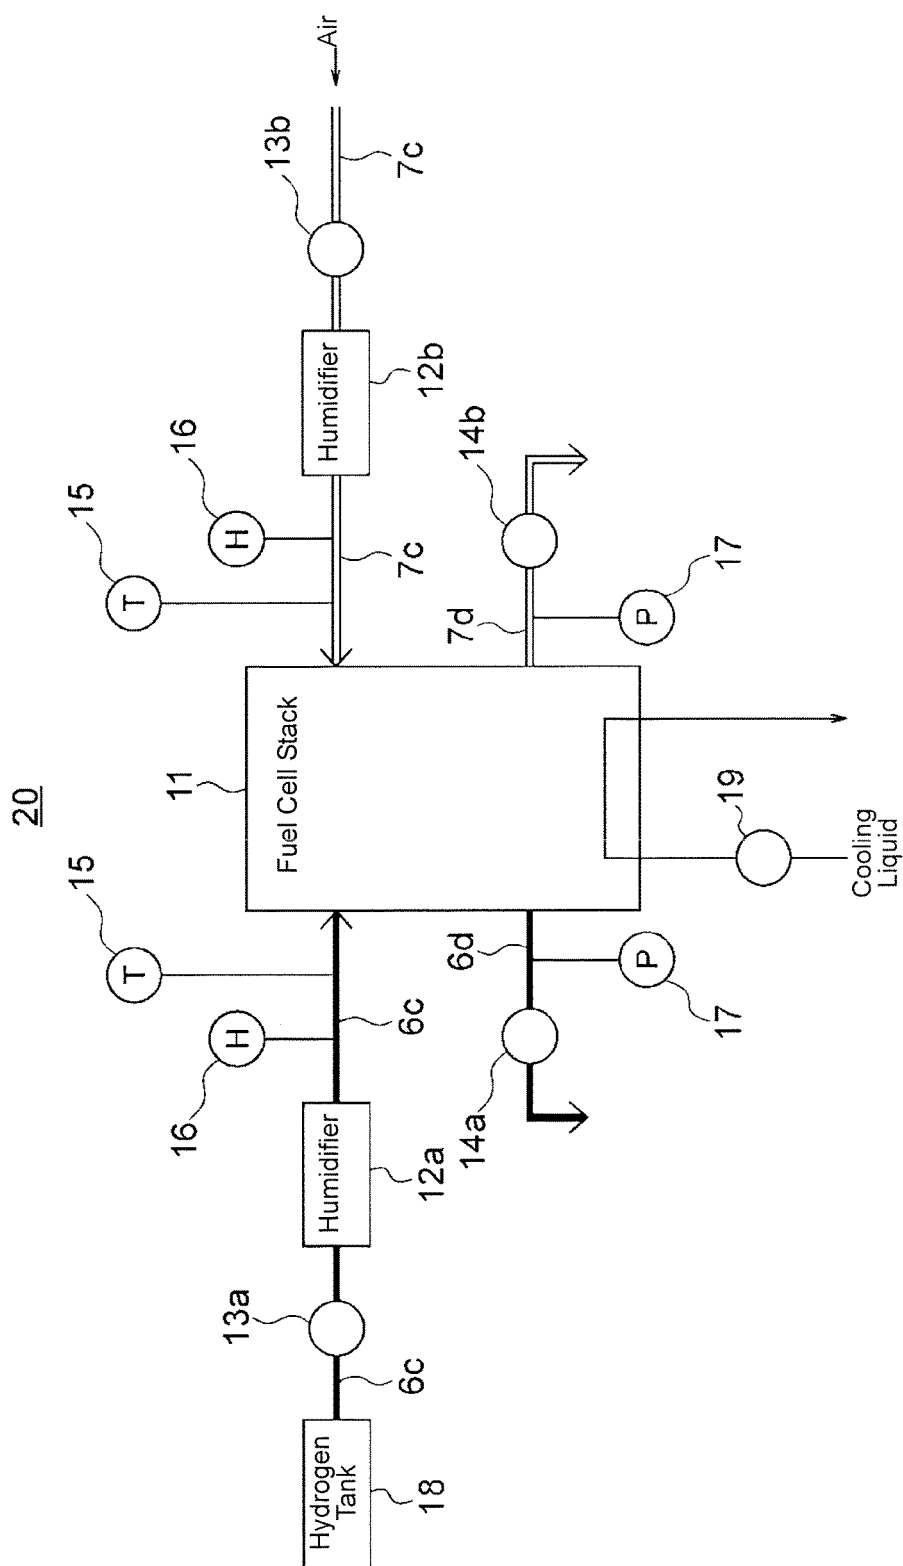 20
15
15
T
T
16
11
16
13a
H
H
13b
Fuel Cell Stack
Hydrogen
Tank
Humidifier
Humidifier
Air
6c
6c
7c
7c
18
12a
12b
14a
6d
7d
14b
P
P
17
19
17
Cooling
Liquid